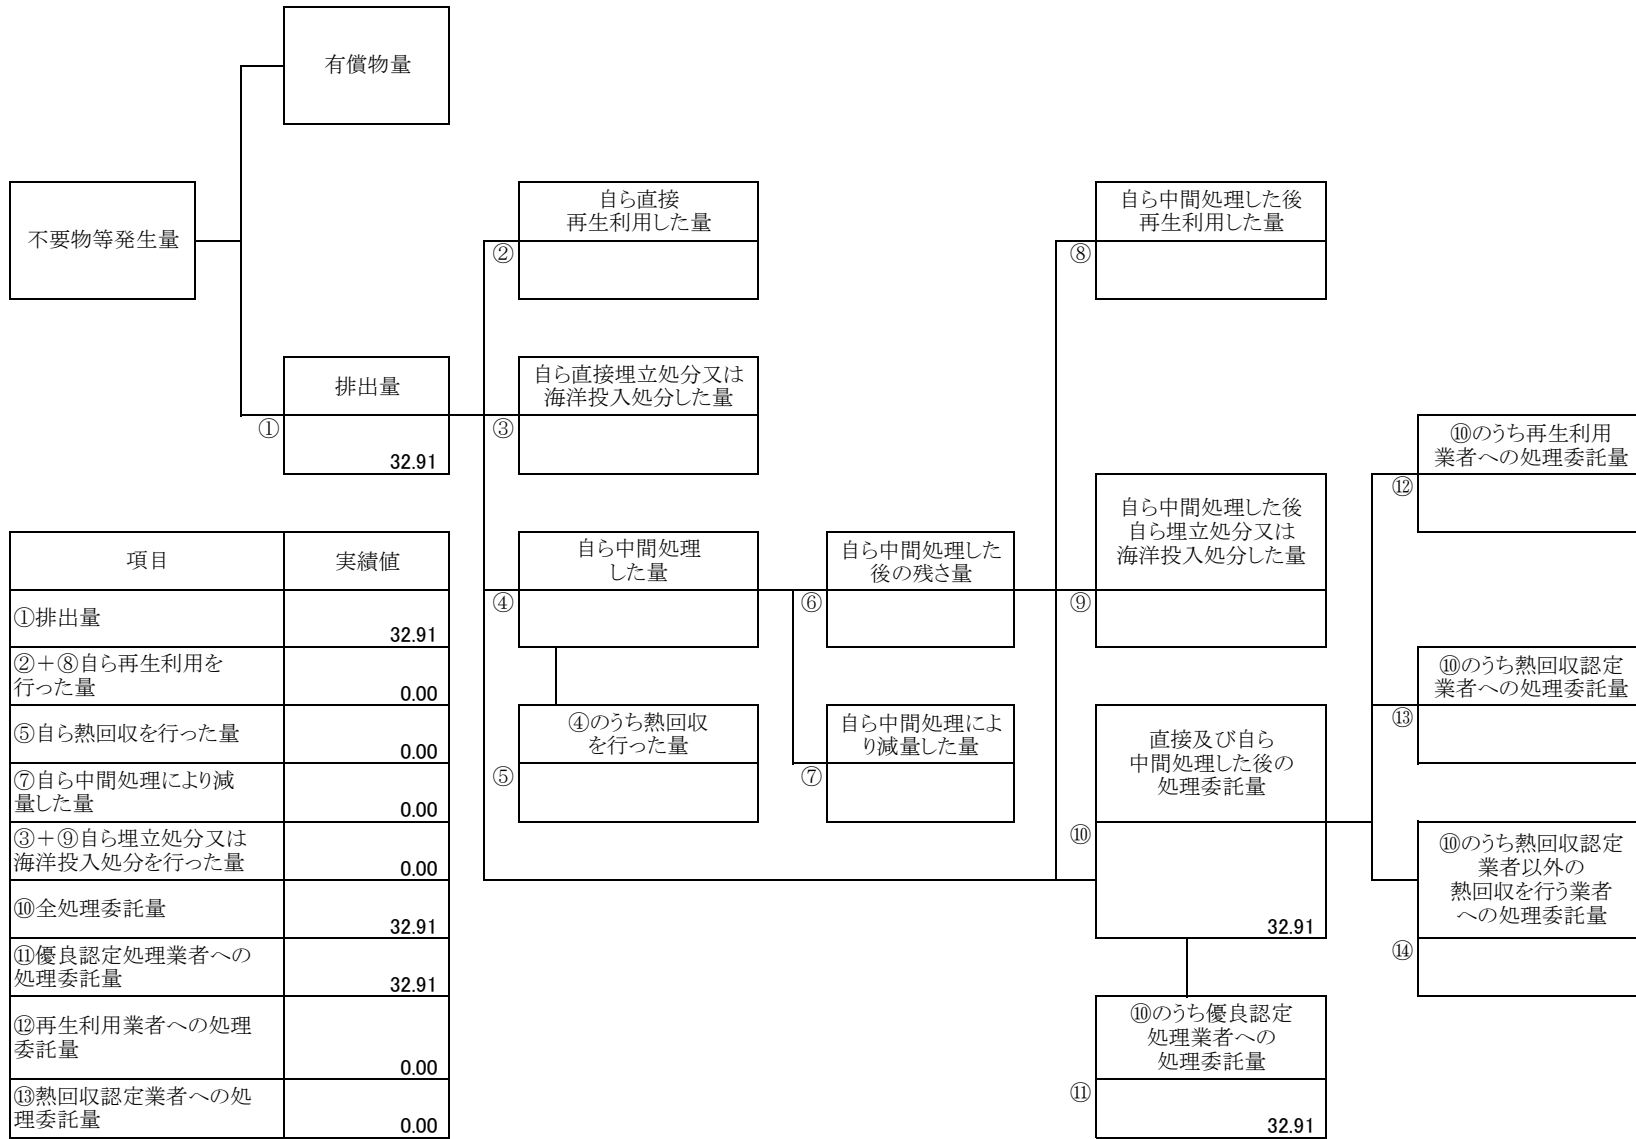 有償物量
不要物等発生量
自ら直接
再生利用した量
②
自ら中間処理した後
再生利用した量
⑧
排出量
①
32.91
自ら直接埋立処分又は
海洋投入処分した量
③
⑩のうち再生利用
業者への処理委託量
⑫
自ら中間処理した後
自ら埋立処分又は
海洋投入処分した量
⑨
自ら中間処理
した量
④
自ら中間処理した
後の残さ量
⑥
⑩のうち熱回収認定
業者への処理委託量
⑬
④のうち熱回収
を行った量
⑤
自ら中間処理によ
り減量した量
⑦
直接及び自ら
中間処理した後の
処理委託量
⑩
32.91
⑩のうち熱回収認定
業者以外の
熱回収を行う業者
への処理委託量
⑭
⑩のうち優良認定
処理業者への
処理委託量
⑪
32.91
項目 実績値
①排出量
32.91
②＋⑧自ら再生利用を
行った量
0.00
⑤自ら熱回収を行った量
0.00
⑦自ら中間処理により減
量した量
0.00
③＋⑨自ら埋立処分又は
海洋投入処分を行った量
0.00
⑩全処理委託量
32.91
⑪優良認定処理業者への
処理委託量
32.91
⑫再生利用業者への処理
委託量
0.00
⑬熱回収認定業者への処
理委託量
0.00